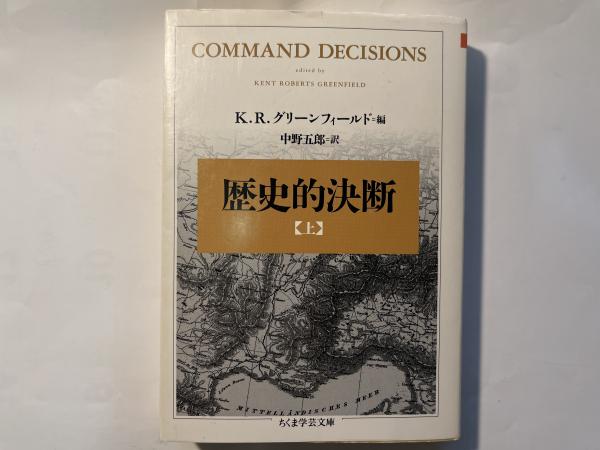 COMMAND DECISIONS
edited by
KENT ROBERTS GREENFIELD
K.R.グリーンフィールド=編
中野五郎=訳
歴史的決断
【上】
MITTELLÄNDISCHES MEER
ちくま学芸文庫